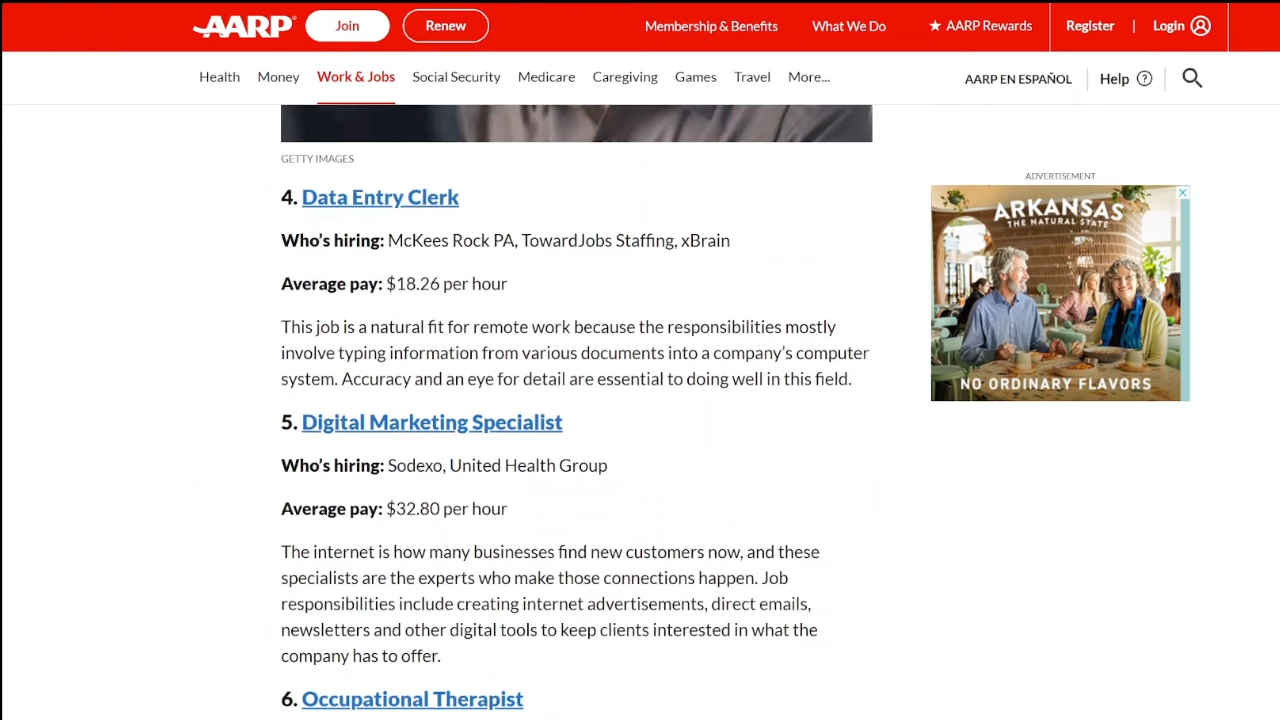 AARP® Join Renew Membership & Benefits What We Do ★ AARP Rewards Register | Login
Health Money Work & Jobs Social Security Medicare Caregiving Games Travel More... AARP EN ESPAÑOL Help ?
GETTY IMAGES
4. Data Entry Clerk
Who’s hiring: McKees Rock PA, TowardJobs Staffing, xBrain
Average pay: $18.26 per hour
This job is a natural fit for remote work because the responsibilities mostly
involve typing information from various documents into a company’s computer
system. Accuracy and an eye for detail are essential to doing well in this field.
5. Digital Marketing Specialist
Who’s hiring: Sodexo, United Health Group
Average pay: $32.80 per hour
The internet is how many businesses find new customers now, and these
specialists are the experts who make those connections happen. Job
responsibilities include creating internet advertisements, direct emails,
newsletters and other digital tools to keep clients interested in what the
company has to offer.
6. Occupational Therapist
ADVERTISEMENT
ARKANSAS
THE NATURAL STATE
NO ORDINARY FLAVORS